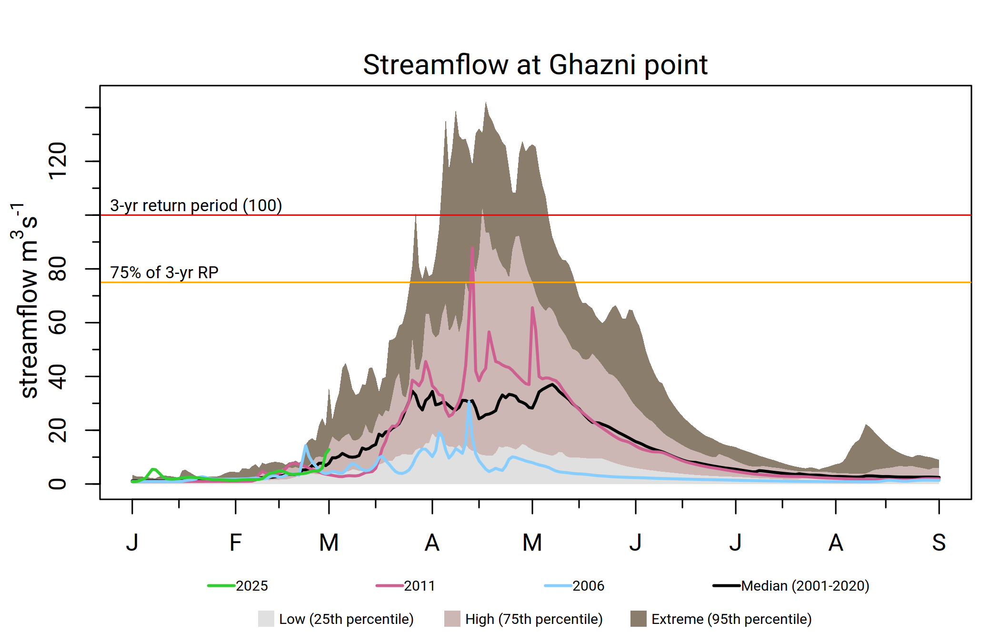 Streamflow at Ghazni point
streamflow m³s⁻¹
120
80
60
40
20
0
3-yr return period (100)
75% of 3-yr RP
J F M A M J J A S
2025 2011 2006 Median (2001-2020)
Low (25th percentile) High (75th percentile) Extreme (95th percentile)